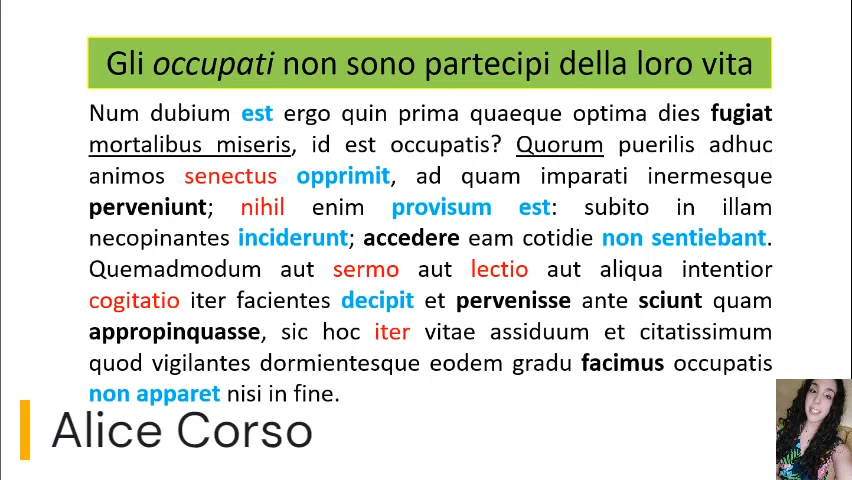 Gli occupati non sono partecipi della loro vita
Num dubium est ergo quin prima quaeque optima dies fugiat
mortalibus miseris, id est occupatis? Quorum puerilis adhuc
animos senectus opprimit, ad quam imparati inermesque
perveniunt; nihil enim provisum est: subito in illam
necopinantes inciderunt; accedere eam cotidie non sentiebant.
Quemadmodum aut sermo aut lectio aut aliqua intentior
cogitatio iter facientes decipit et pervenisse ante sciunt quam
appropinquasse, sic hoc iter vitae assiduum et citatissimum
quod vigilantes dormientesque eodem gradu facimus occupatis
non apparet nisi in fine.
Alice Corso